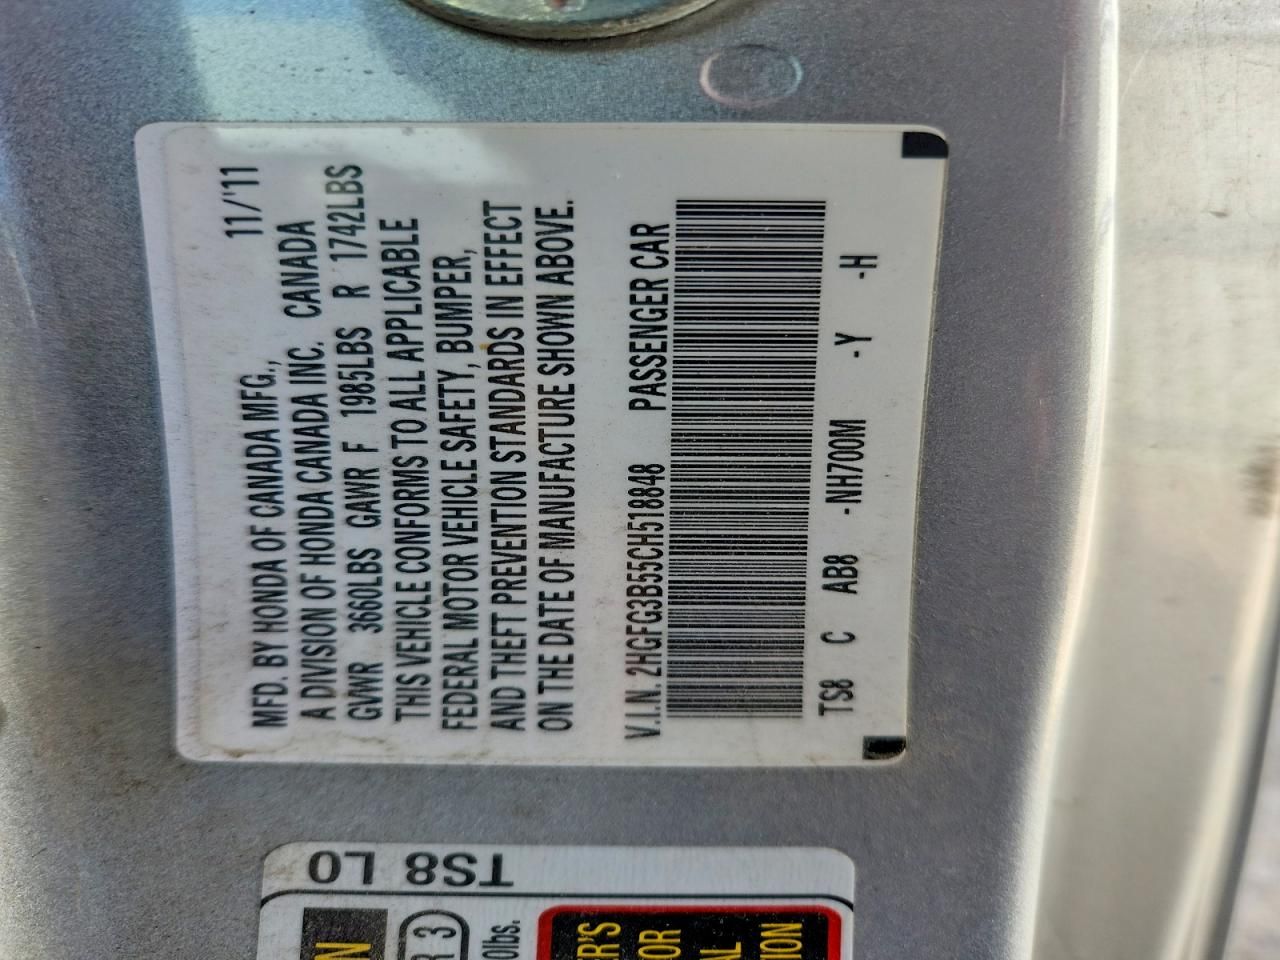 11/'11
MFD. BY HONDA OF CANADA MFG.,
A DIVISION OF HONDA CANADA INC. CANADA
GVWR 3660LBS GAWR F 1985LBS R 1742LBS
THIS VEHICLE CONFORMS TO ALL APPLICABLE
FEDERAL MOTOR VEHICLE SAFETY, BUMPER,
AND THEFT PREVENTION STANDARDS IN EFFECT
ON THE DATE OF MANUFACTURE SHOWN ABOVE.
V.I.N. 2HGFG3B55CH518848 PASSENGER CAR
TS8 C AB8 -NH700M -Y -H
TS8 L0